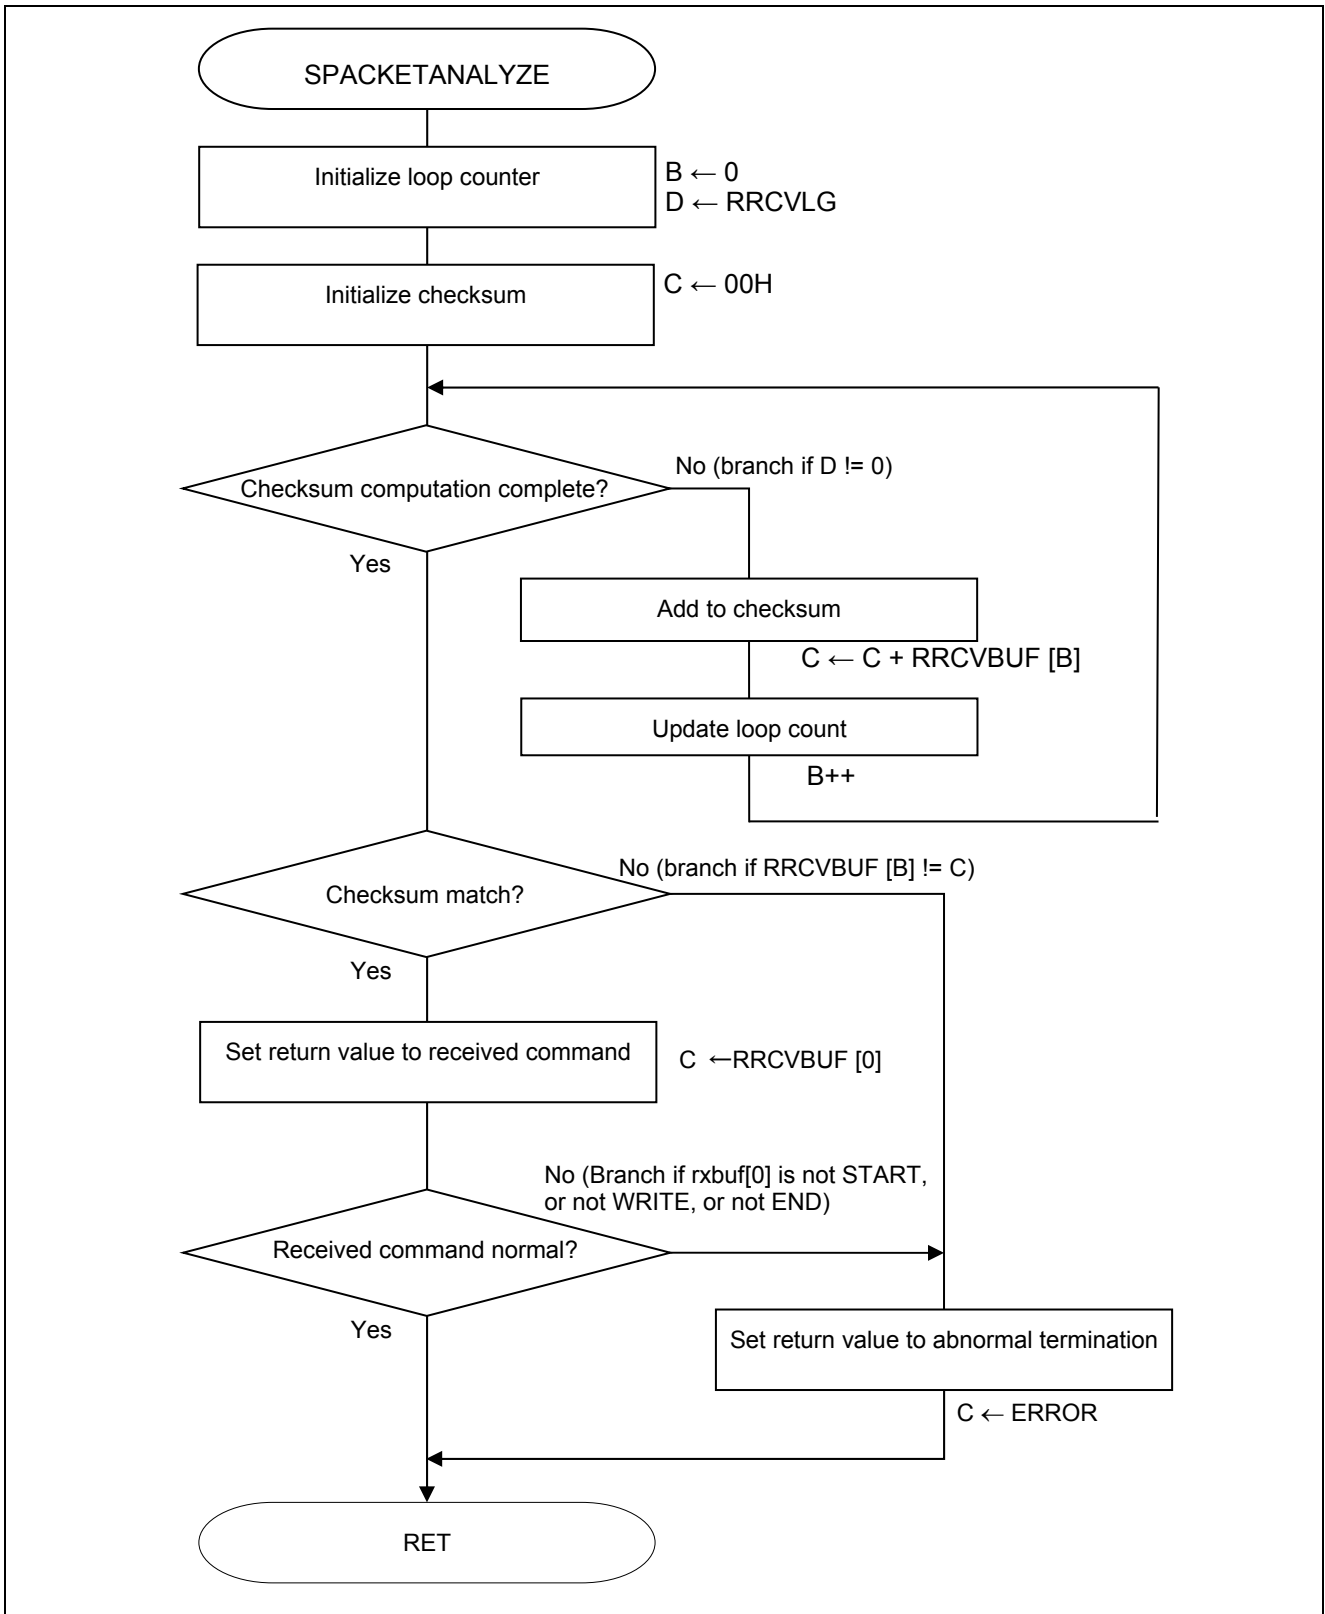 SPACKETANALYZE
Initialize loop counter
B ← 0
D ← RRCVLG
Initialize checksum
C ← 00H
No (branch if D != 0)
Checksum computation complete?
Yes
Add to checksum
C ← C + RRCVBUF [B]
Update loop count
B++
No (branch if RRCVBUF [B] != C)
Checksum match?
Yes
Set return value to received command
C ←RRCVBUF [0]
No (Branch if rxbuf[0] is not START,
or not WRITE, or not END)
Received command normal?
Yes
Set return value to abnormal termination
C ← ERROR
RET